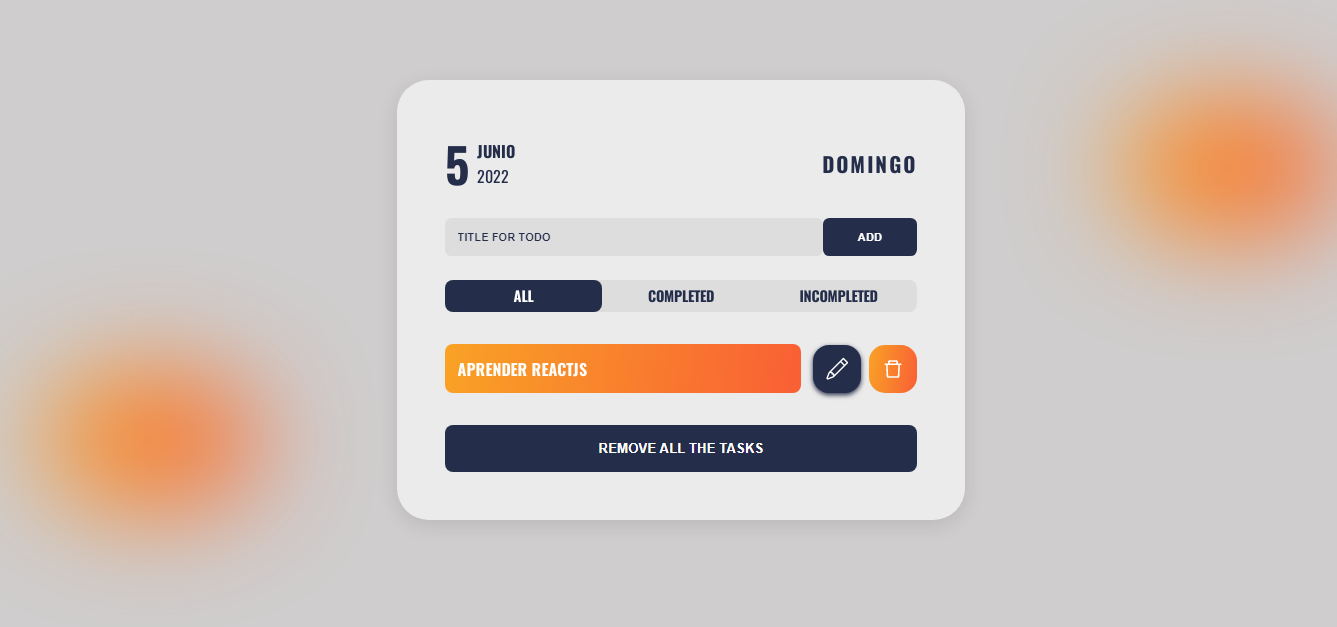 5 JUNIO
2022
DOMINGO
TITLE FOR TODO
ADD
ALL COMPLETED INCOMPLETED
APRENDER REACTJS
REMOVE ALL THE TASKS